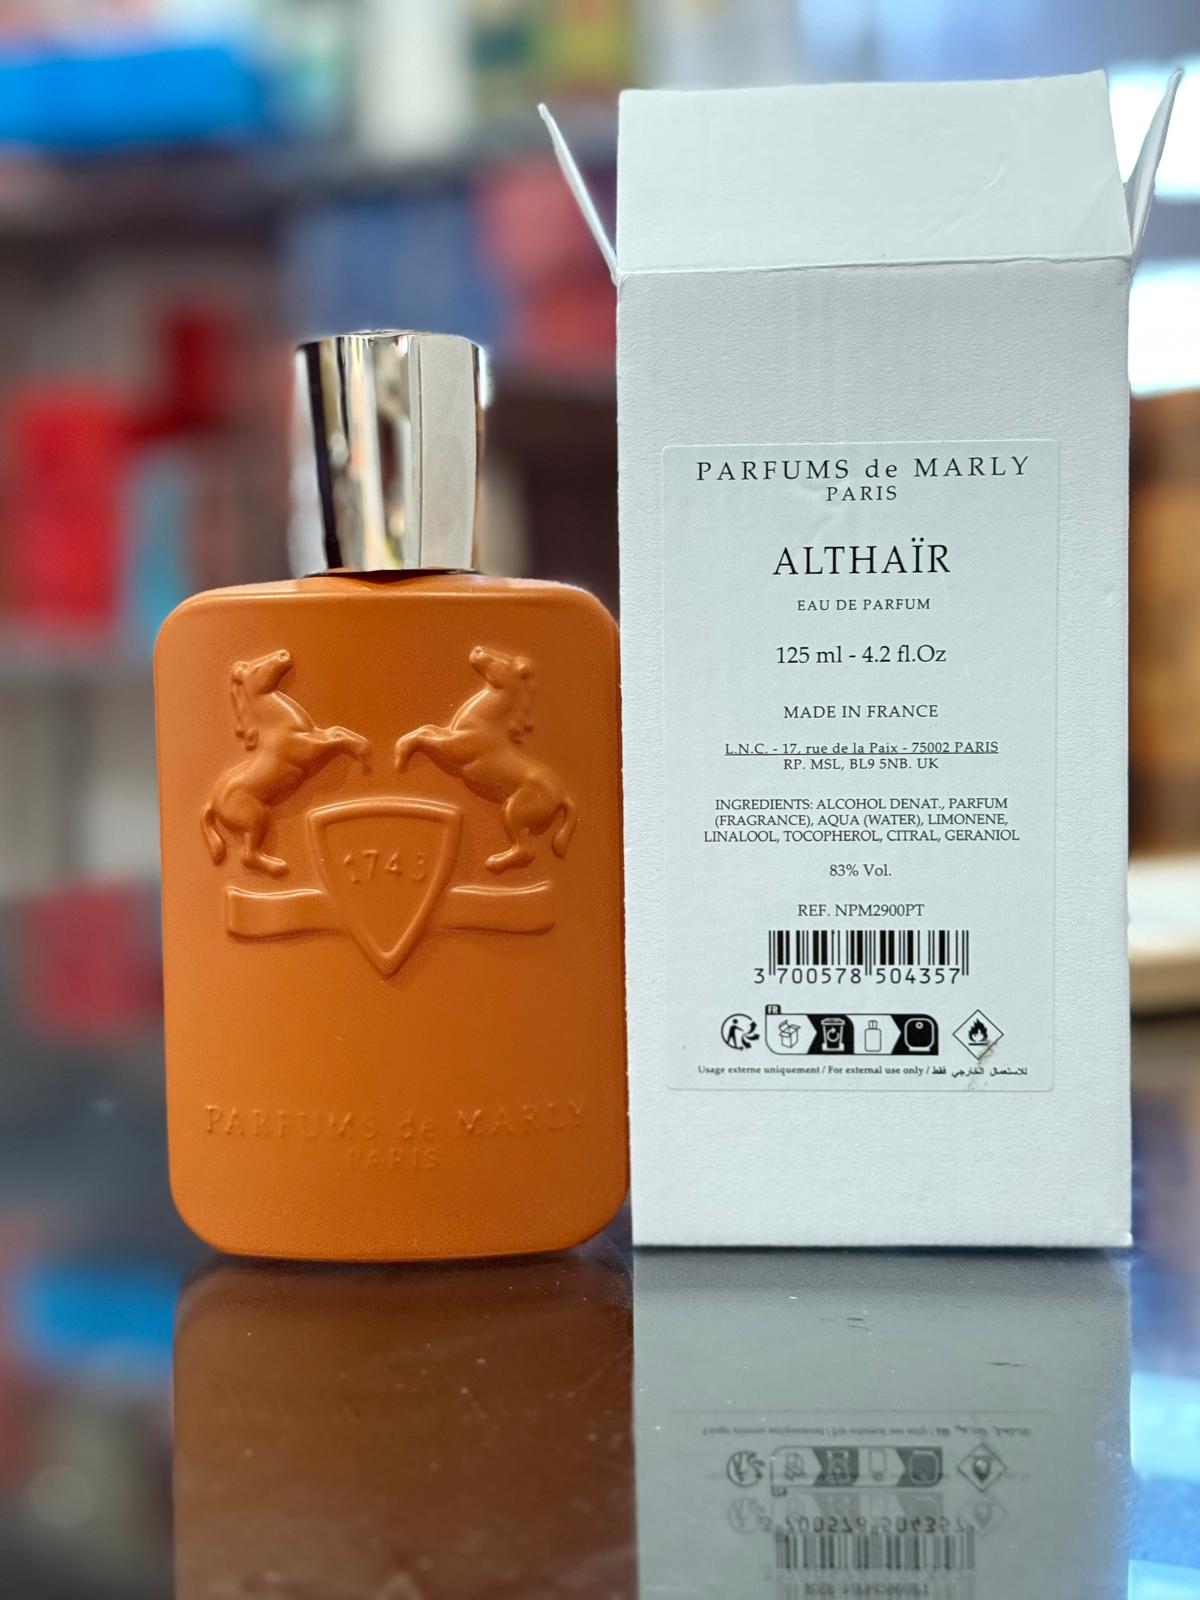 1743
PARFUMS de MARLY
PARIS
PARFUMS de MARLY
PARIS
ALTHAÏR
EAU DE PARFUM
125 ml - 4.2 fl.Oz
MADE IN FRANCE
L.N.C. - 17, rue de la Paix - 75002 PARIS
RP. MSL, BL9 5NB. UK
INGREDIENTS: ALCOHOL DENAT., PARFUM
(FRAGRANCE), AQUA (WATER), LIMONENE,
LINALOOL, TOCOPHEROL, CITRAL, GERANIOL
83% Vol.
REF. NPM2900PT
3 700578 504357
FR
Usage externe uniquement / For external use only / للاستعمال الخارجي فقط